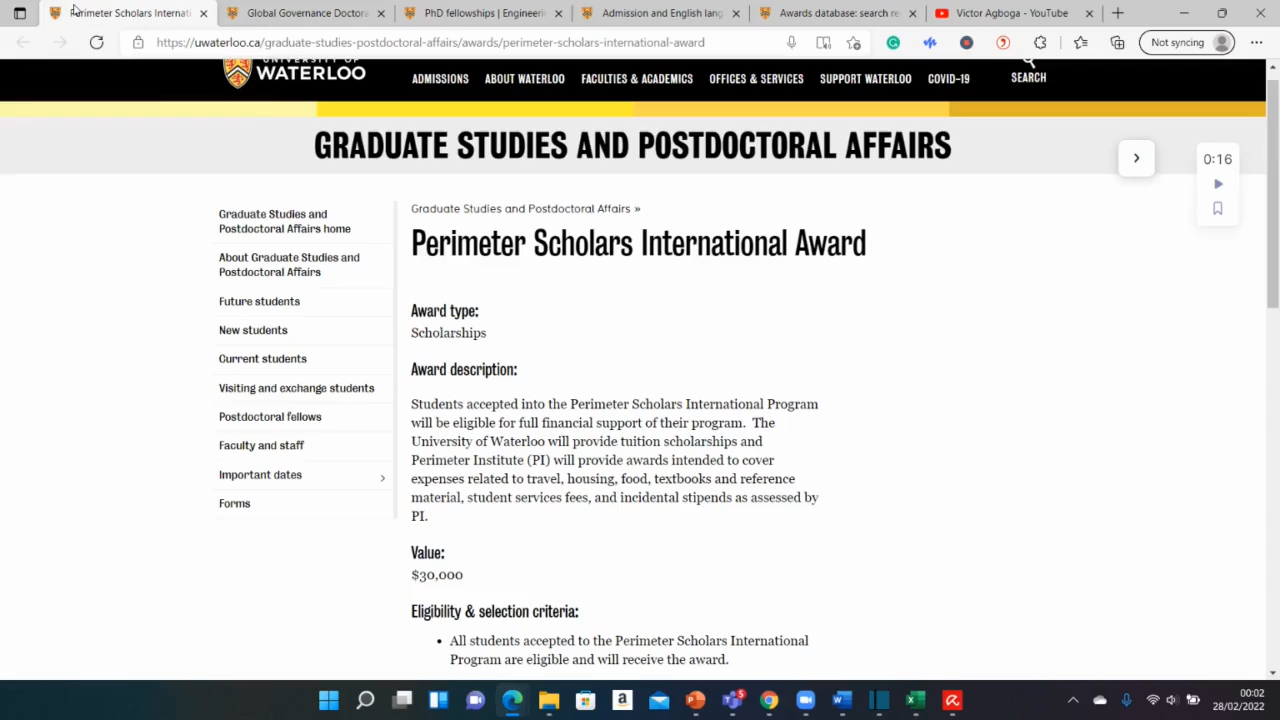 Perimeter Scholars Internati
Global Governance Doctora
PhD fellowships | Engineerin
Admission and English lang
Awards database: search re
Victor Agboga - YouTube
https://uwaterloo.ca/graduate-studies-postdoctoral-affairs/awards/perimeter-scholars-international-award
Not syncing
UNIVERSITY OF
WATERLOO
ADMISSIONS
ABOUT WATERLOO
FACULTIES & ACADEMICS
OFFICES & SERVICES
SUPPORT WATERLOO
COVID-19
SEARCH
GRADUATE STUDIES AND POSTDOCTORAL AFFAIRS
0:16
Graduate Studies and
Postdoctoral Affairs home
About Graduate Studies and
Postdoctoral Affairs
Future students
New students
Current students
Visiting and exchange students
Postdoctoral fellows
Faculty and staff
Important dates
Forms
Graduate Studies and Postdoctoral Affairs »
Perimeter Scholars International Award
Award type:
Scholarships
Award description:
Students accepted into the Perimeter Scholars International Program
will be eligible for full financial support of their program. The
University of Waterloo will provide tuition scholarships and
Perimeter Institute (PI) will provide awards intended to cover
expenses related to travel, housing, food, textbooks and reference
material, student services fees, and incidental stipends as assessed by
PI.
Value:
$30,000
Eligibility & selection criteria:
• All students accepted to the Perimeter Scholars International
Program are eligible and will receive the award.
5
00:02
28/02/2022